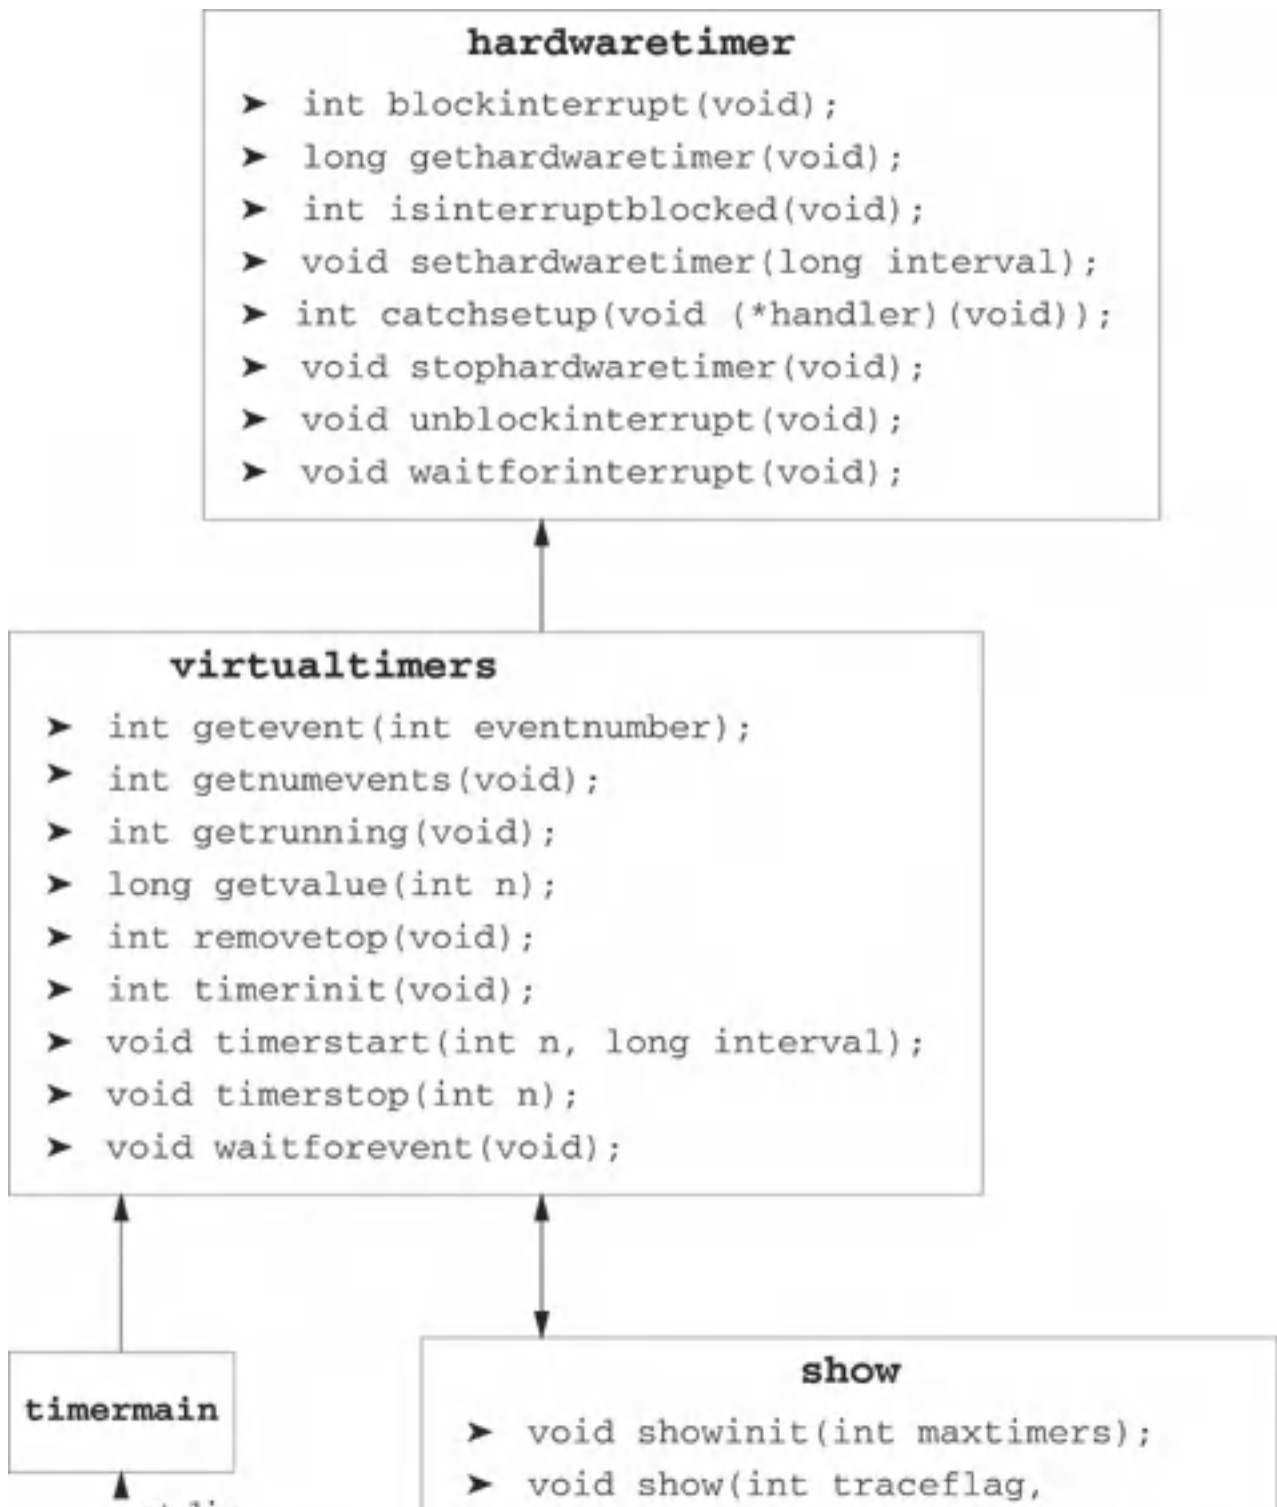 hardwaretimer
➤ int blockinterrupt(void);
➤ long gethardwaretimer(void);
➤ int isinterruptblocked(void);
➤ void sethardwaretimer(long interval);
➤ int catchsetup(void (*handler)(void));
➤ void stophardwaretimer(void);
➤ void unblockinterrupt(void);
➤ void waitforinterrupt(void);
virtualtimers
➤ int getevent(int eventnumber);
➤ int getnumevents(void);
➤ int getrunning(void);
➤ long getvalue(int n);
➤ int removetop(void);
➤ int timerinit(void);
➤ void timerstart(int n, long interval);
➤ void timerstop(int n);
➤ void waitforevent(void);
timermain
show
➤ void showinit(int maxtimers);
➤ void show(int traceflag,